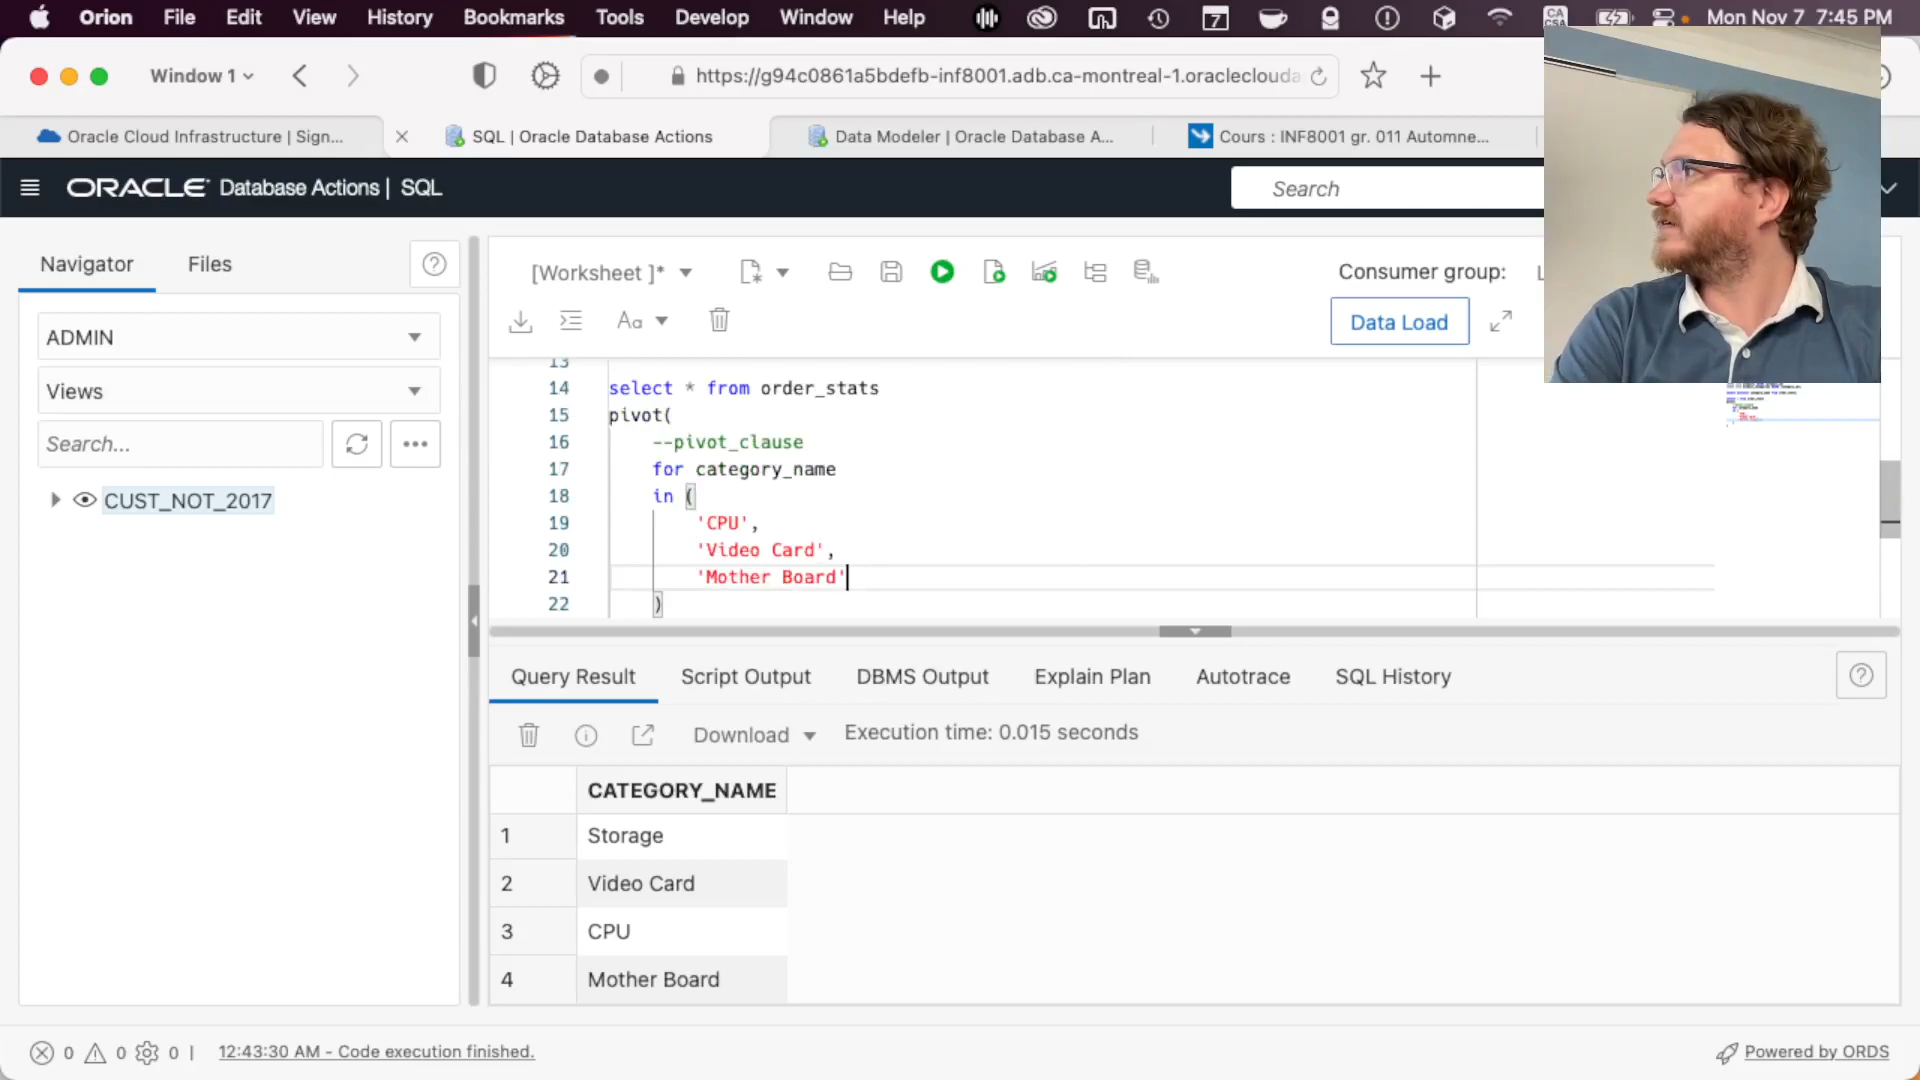 Orion File Edit View History Bookmarks Tools Develop Window Help 7 CA CSA Mon Nov 7 7:45 PM
Window 1 https://g94c0861a5bdefb-inf8001.adb.ca-montreal-1.oraclecloud
Oracle Cloud Infrastructure | Sign... SQL | Oracle Database Actions Data Modeler | Oracle Database A... Cours : INF8001 gr. 011 Automne...
ORACLE Database Actions | SQL Search
Navigator Files
[Worksheet ]* Consumer group:
ADMIN
Aa Data Load
Views
Search...
CUST_NOT_2017
13
14 select * from order_stats
15 pivot(
16 --pivot_clause
17 for category_name
18 in (
19 'CPU',
20 'Video Card',
21 'Mother Board'
22 )
Query Result Script Output DBMS Output Explain Plan Autotrace SQL History
Download Execution time: 0.015 seconds
CATEGORY_NAME
1 Storage
2 Video Card
3 CPU
4 Mother Board
0 0 0 | 12:43:30 AM - Code execution finished. Powered by ORDS